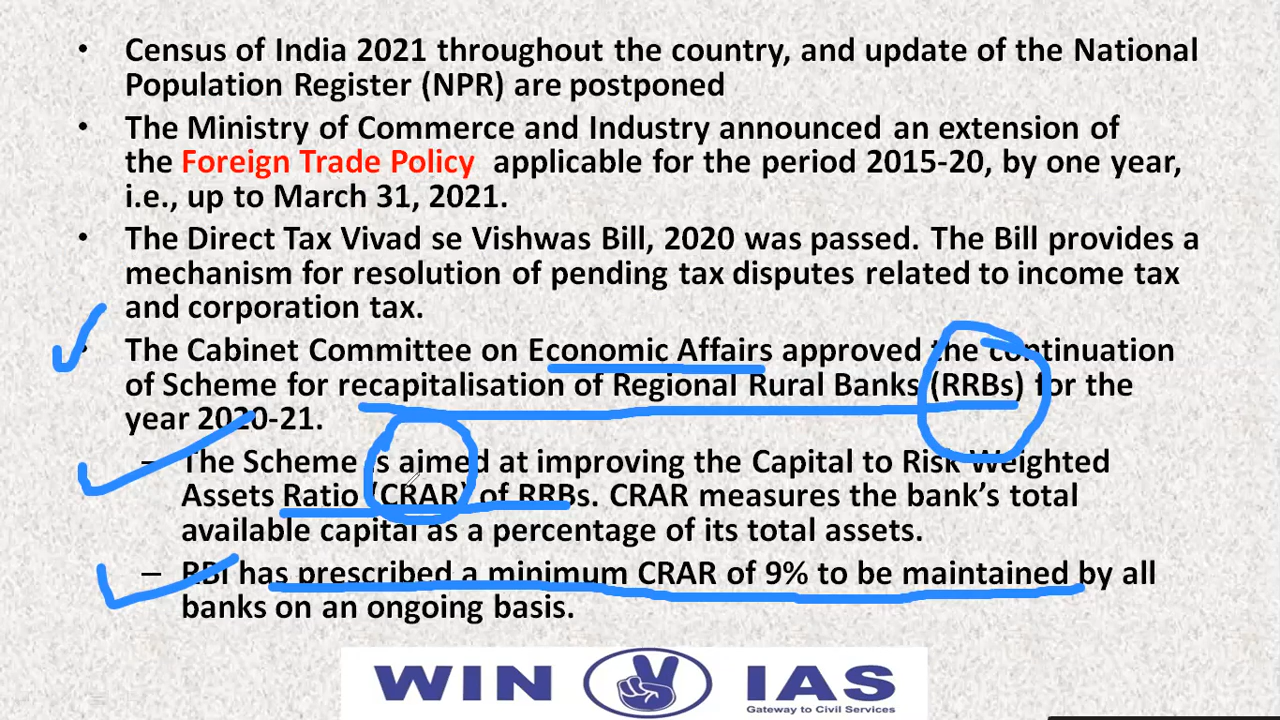 • Census of India 2021 throughout the country, and update of the National
Population Register (NPR) are postponed
• The Ministry of Commerce and Industry announced an extension of
the Foreign Trade Policy applicable for the period 2015-20, by one year,
i.e., up to March 31, 2021.
• The Direct Tax Vivad se Vishwas Bill, 2020 was passed. The Bill provides a
mechanism for resolution of pending tax disputes related to income tax
and corporation tax.
• The Cabinet Committee on Economic Affairs approved the continuation
of Scheme for recapitalisation of Regional Rural Banks (RRBs) for the
year 2020-21.
– The Scheme is aimed at improving the Capital to Risk Weighted
Assets Ratio (CRAR) of RRBs. CRAR measures the bank’s total
available capital as a percentage of its total assets.
– RBI has prescribed a minimum CRAR of 9% to be maintained by all
banks on an ongoing basis.
WIN IAS
Gateway to Civil Services